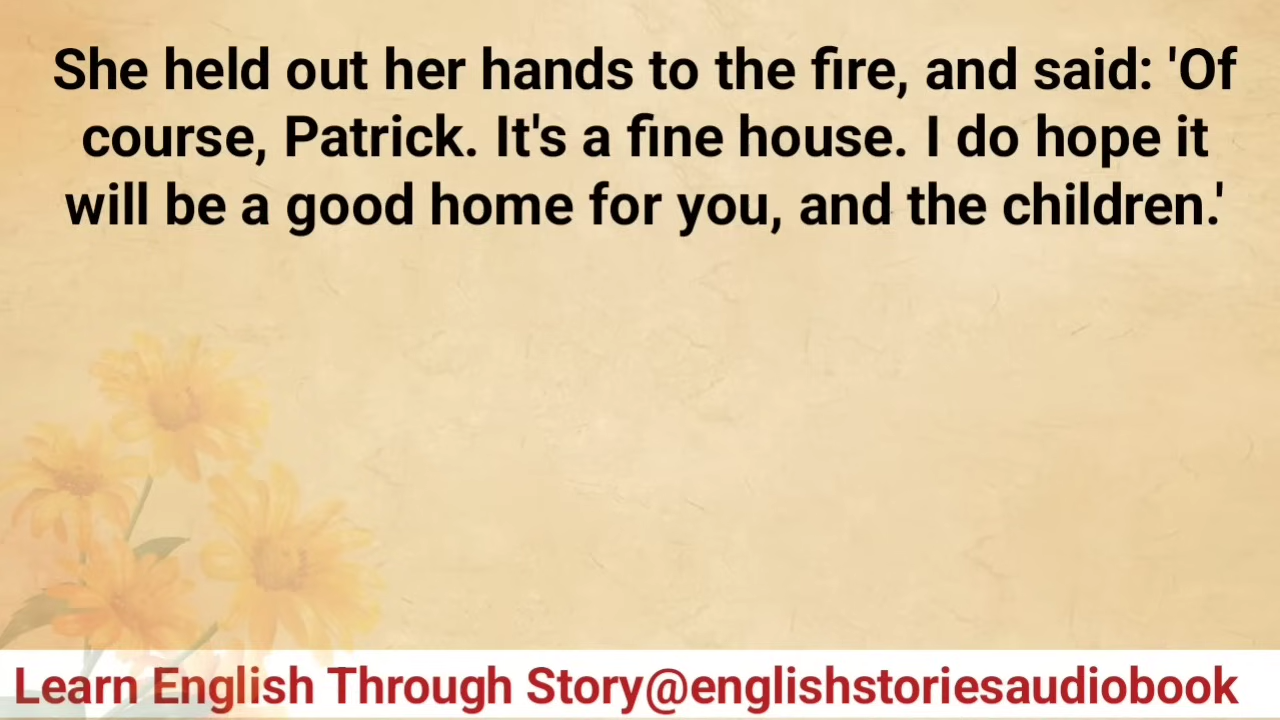 She held out her hands to the fire, and said: 'Of
course, Patrick. It's a fine house. I do hope it
will be a good home for you, and the children.'
Learn English Through Story@englishstoriesaudiobook